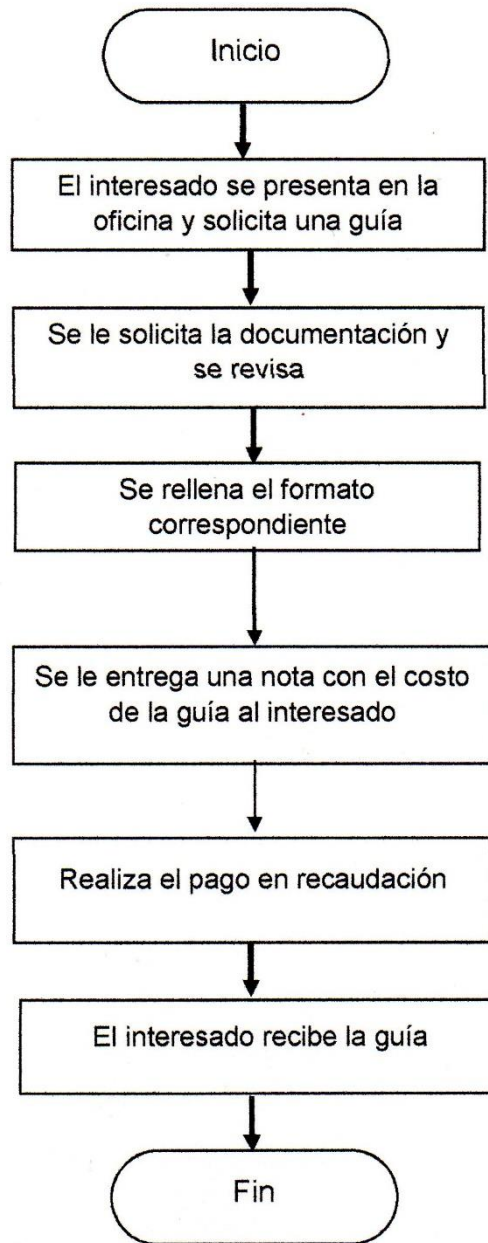 Inicio
El interesado se presenta en la
oficina y solicita una guía
Se le solicita la documentación y
se revisa
Se rellena el formato
correspondiente
Se le entrega una nota con el costo
de la guía al interesado
Realiza el pago en recaudación
El interesado recibe la guía
Fin